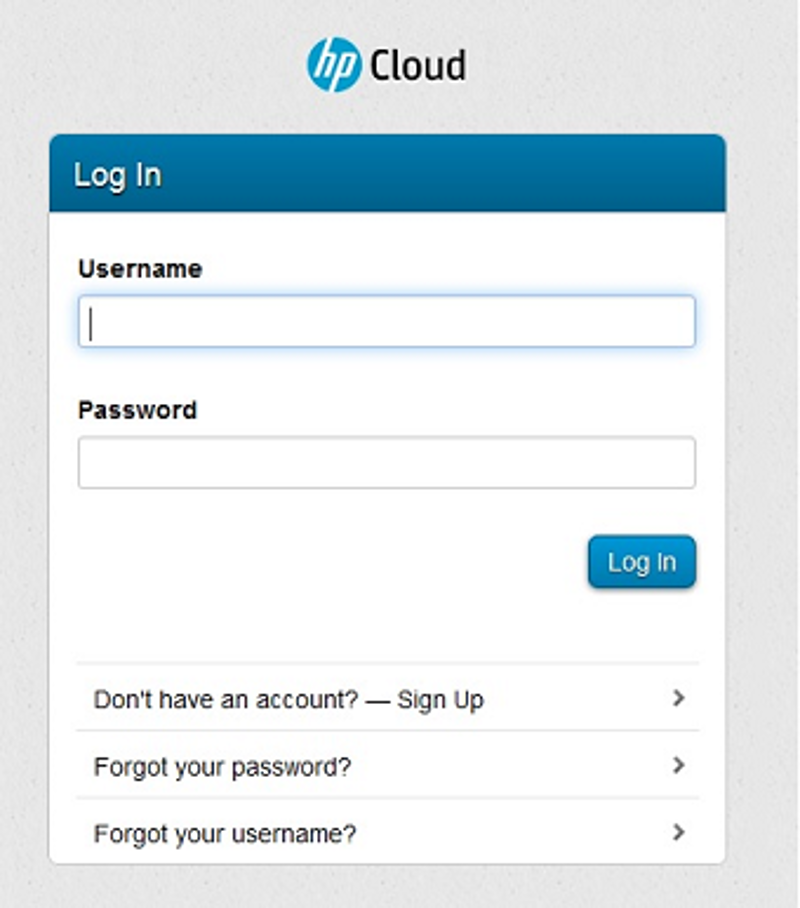 hp Cloud
Log In
Username
Password
Log In
Don't have an account? — Sign Up
Forgot your password?
Forgot your username?